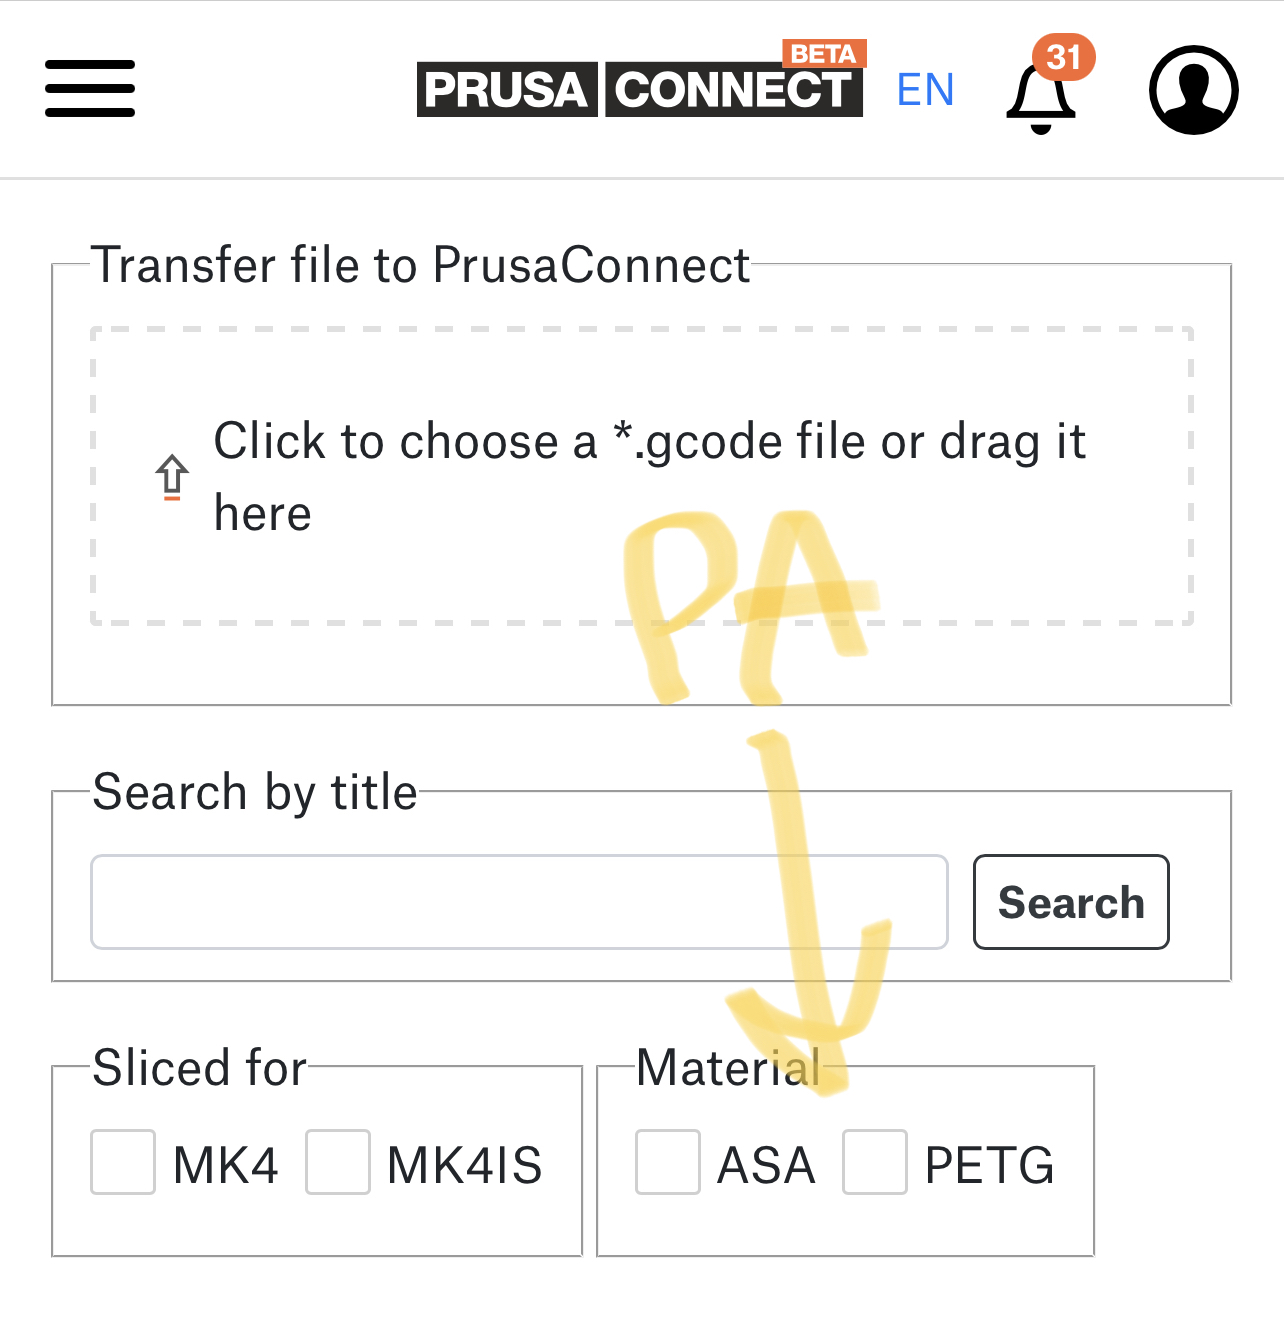 BETA
PRUSA CONNECT EN 31
Transfer file to PrusaConnect
Click to choose a *.gcode file or drag it
here
PA
Search by title
Search
Sliced for Material
MK4 MK4IS ASA PETG